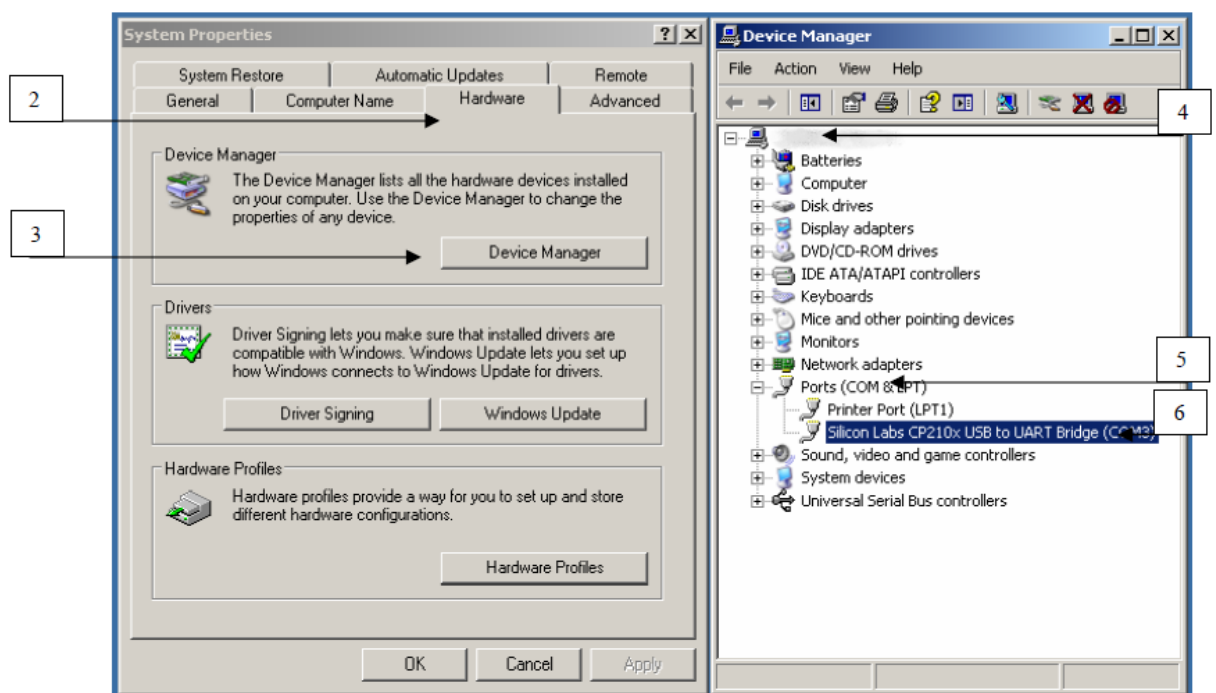 System Properties
System Restore Automatic Updates Remote
General Computer Name Hardware Advanced
2
Device Manager
The Device Manager lists all the hardware devices installed
on your computer. Use the Device Manager to change the
properties of any device.
3
Device Manager
Drivers
Driver Signing lets you make sure that installed drivers are
compatible with Windows. Windows Update lets you set up
how Windows connects to Windows Update for drivers.
Driver Signing Windows Update
Hardware Profiles
Hardware profiles provide a way for you to set up and store
different hardware configurations.
Hardware Profiles
OK Cancel Apply
Device Manager
File Action View Help
4
Batteries
Computer
Disk drives
Display adapters
DVD/CD-ROM drives
IDE ATA/ATAPI controllers
Keyboards
Mice and other pointing devices
Monitors
Network adapters
5
Ports (COM & LPT)
Printer Port (LPT1)
6
Silicon Labs CP210x USB to UART Bridge (COM3)
Sound, video and game controllers
System devices
Universal Serial Bus controllers